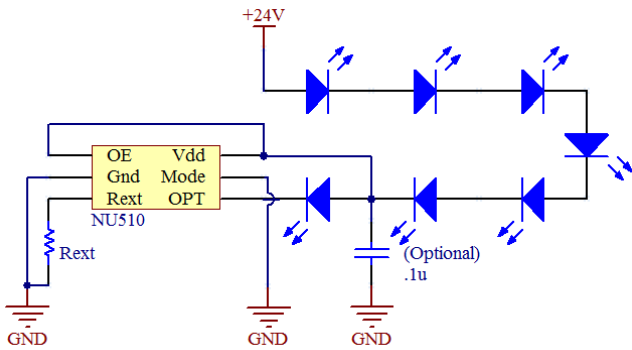 +24V
OE Vdd
Gnd Mode
Rext OPT
NU510
Rext
(Optional)
.1u
GND
GND
GND